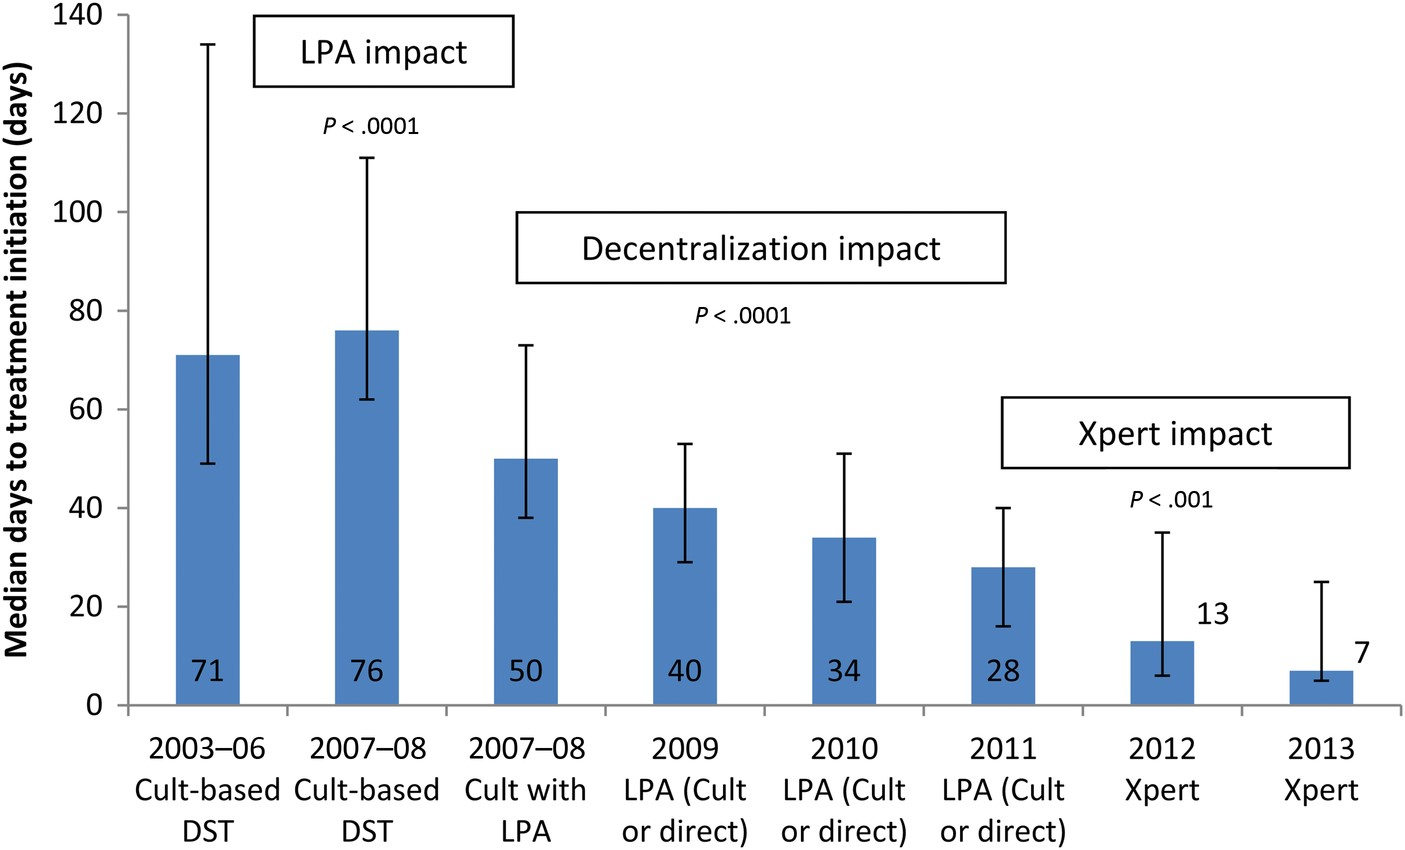 Median days to treatment initiation (days)
140
120
100
80
60
40
20
0
LPA impact
P < .0001
Decentralization impact
P < .0001
Xpert impact
P < .001
71
76
50
40
34
28
13
7
2003–06
Cult-based
DST
2007–08
Cult-based
DST
2007–08
Cult with
LPA
2009
LPA (Cult
or direct)
2010
LPA (Cult
or direct)
2011
LPA (Cult
or direct)
2012
Xpert
2013
Xpert